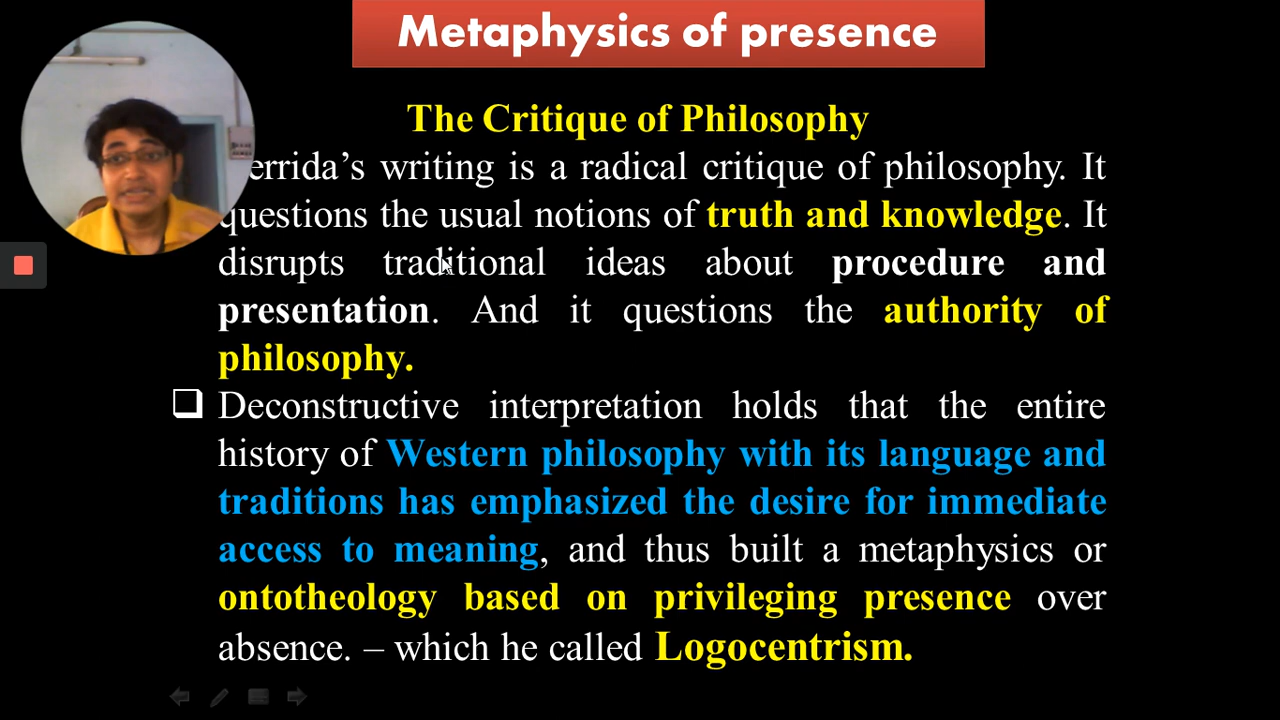 Metaphysics of presence
The Critique of Philosophy
errida's writing is a radical critique of philosophy. It
questions the usual notions of truth and knowledge. It
disrupts traditional ideas about procedure and
presentation. And it questions the authority of
philosophy.
❑ Deconstructive interpretation holds that the entire
history of Western philosophy with its language and
traditions has emphasized the desire for immediate
access to meaning, and thus built a metaphysics or
ontotheology based on privileging presence over
absence. – which he called Logocentrism.